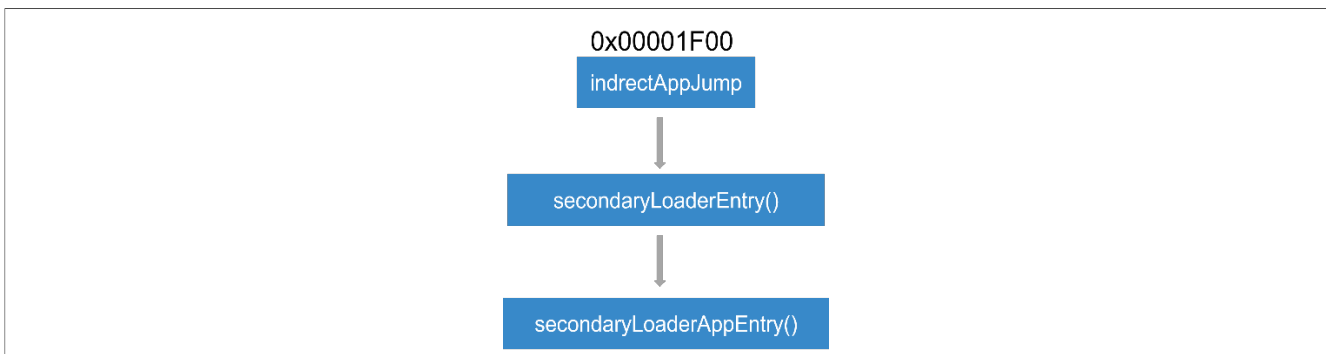 0x00001F00
indrectAppJump
secondaryLoaderEntry()
secondaryLoaderAppEntry()